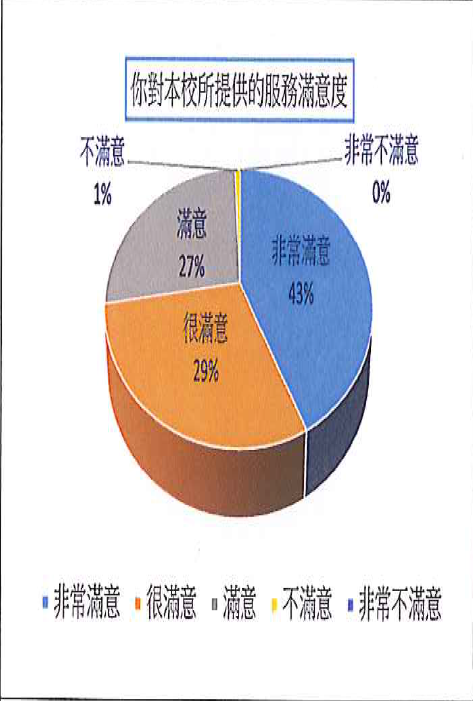 你對本校所提供的服務滿意度
不滿意
1%
非常不滿意
0%
滿意
27%
非常滿意
43%
很滿意
29%
非常滿意 很滿意 滿意 不滿意 非常不滿意